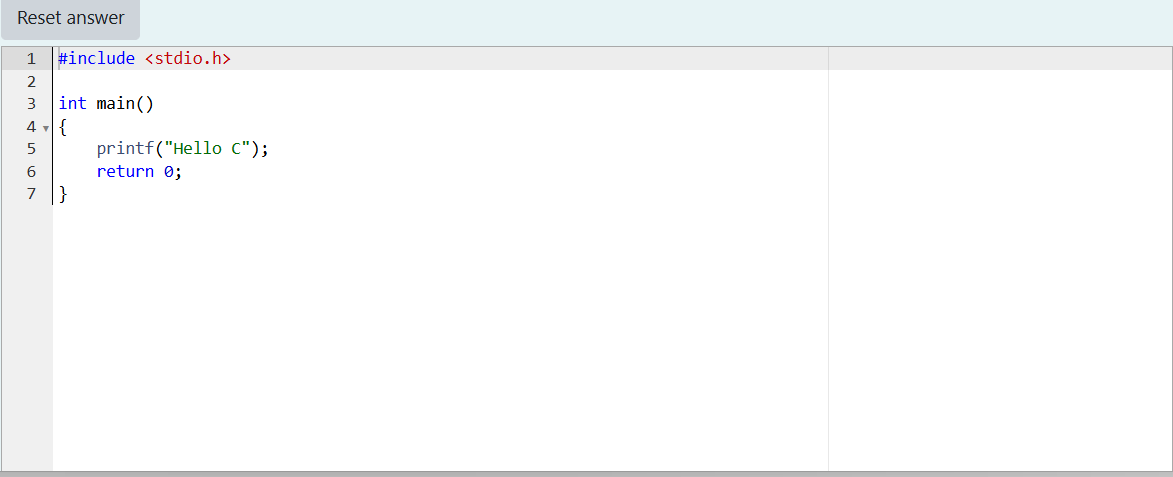 Reset answer
1 #include <stdio.h>
2
3 int main()
4 {
5     printf("Hello C");
6     return 0;
7 }